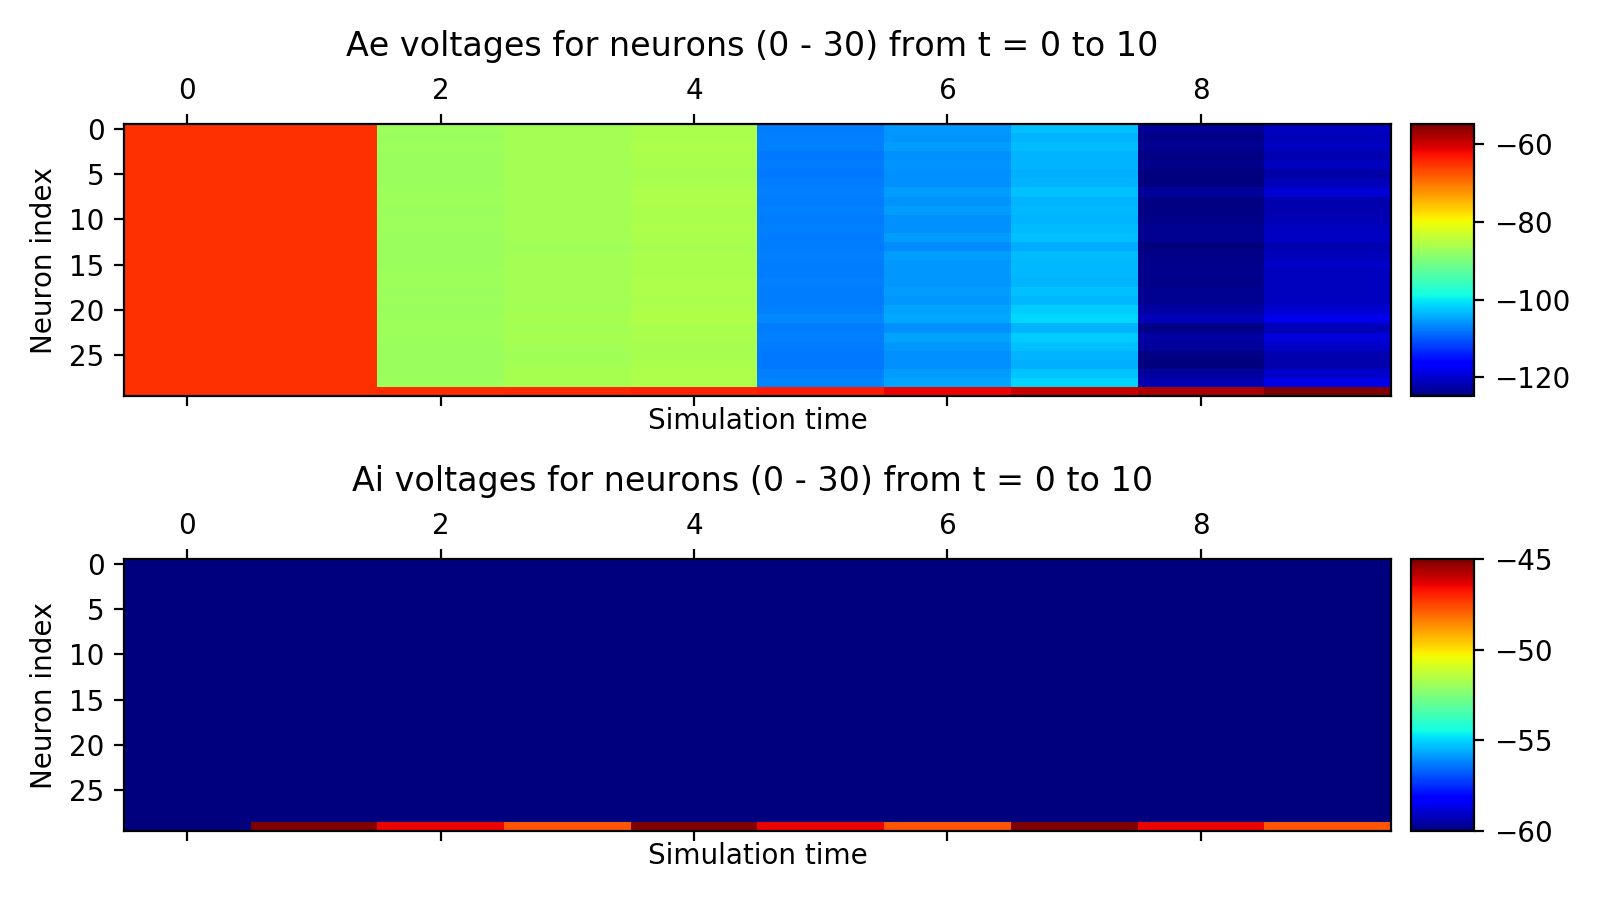 Ae voltages for neurons (0 - 30) from t = 0 to 10
0 2 4 6 8
Neuron index
0
5
10
15
20
25
Simulation time
−60
−80
−100
−120
Ai voltages for neurons (0 - 30) from t = 0 to 10
0 2 4 6 8
Neuron index
0
5
10
15
20
25
Simulation time
−45
−50
−55
−60